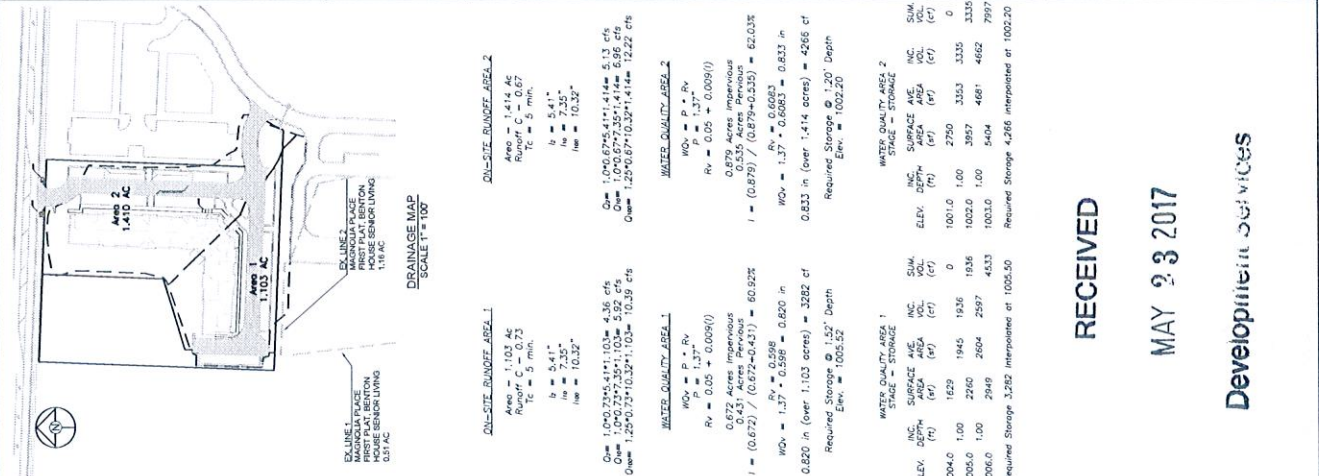 Area 2
1.410 AC
Area 1
1.103 AC
EX LINE 1
MAGNOLIA PLACE
FIRST PLAT, BENTON
HOUSE SENIOR LIVING
0.51 AC
EX LINE 2
MAGNOLIA PLACE
FIRST PLAT, BENTON
HOUSE SENIOR LIVING
1.16 AC
DRAINAGE MAP
SCALE 1" = 100'
ON-SITE RUNOFF AREA 1
Area = 1.103 Ac
Runoff C = 0.73
Tc = 5 min.
I₂ = 5.41"
I₁₀ = 7.35"
I₁₀₀ = 10.32"
Q₂= 1.0*0.73*5.41*1.103= 4.36 cfs
Q₁₀= 1.0*0.73*7.35*1.103= 5.92 cfs
Q₁₀₀= 1.25*0.73*10.32*1.103= 10.39 cfs
WATER QUALITY AREA 1
WQv = P * Rv
P = 1.37"
Rv = 0.05 + 0.009(I)
0.672 Acres Impervious
0.431 Acres Pervious
I = (0.672) / (0.672+0.431) = 60.92%
Rv = 0.598
WQv = 1.37 * 0.598 = 0.820 in
0.820 in (over 1.103 acres) = 3282 cf
Required Storage @ 1.52' Depth
Elev. = 1005.52
WATER QUALITY AREA 1
STAGE - STORAGE
ELEV. INC. DEPTH (ft) SURFACE AREA (sf) AVE. AREA (sf) INC. VOL. (cf) SUM. VOL. (cf)
004.0 1629 0
005.0 1.00 2260 1945 1936 1936
006.0 1.00 2949 2604 2597 4533
equired Storage 3,282 interpolated at 1005.50
ON-SITE RUNOFF AREA 2
Area = 1.414 Ac
Runoff C = 0.67
Tc = 5 min.
I₂ = 5.41"
I₁₀ = 7.35"
I₁₀₀ = 10.32"
Q₂= 1.0*0.67*5.41*1.414= 5.13 cfs
Q₁₀= 1.0*0.67*7.35*1.414= 6.96 cfs
Q₁₀₀= 1.25*0.67*10.32*1.414= 12.22 cfs
WATER QUALITY AREA 2
WQv = P * Rv
P = 1.37"
Rv = 0.05 + 0.009(I)
0.879 Acres Impervious
0.535 Acres Pervious
I = (0.879) / (0.879+0.535) = 62.03%
Rv = 0.6083
WQv = 1.37 * 0.6083 = 0.833 in
0.833 in (over 1.414 acres) = 4266 cf
Required Storage @ 1.20' Depth
Elev. = 1002.20
WATER QUALITY AREA 2
STAGE - STORAGE
ELEV. INC. DEPTH (ft) SURFACE AREA (sf) AVE. AREA (sf) INC. VOL. (cf) SUM. VOL. (cf)
1001.0 2750 0
1002.0 1.00 3957 3353 3335 3335
1003.0 1.00 5404 4681 4662 7997
Required Storage 4,266 interpolated at 1002.20
RECEIVED
MAY 23 2017
Development Services